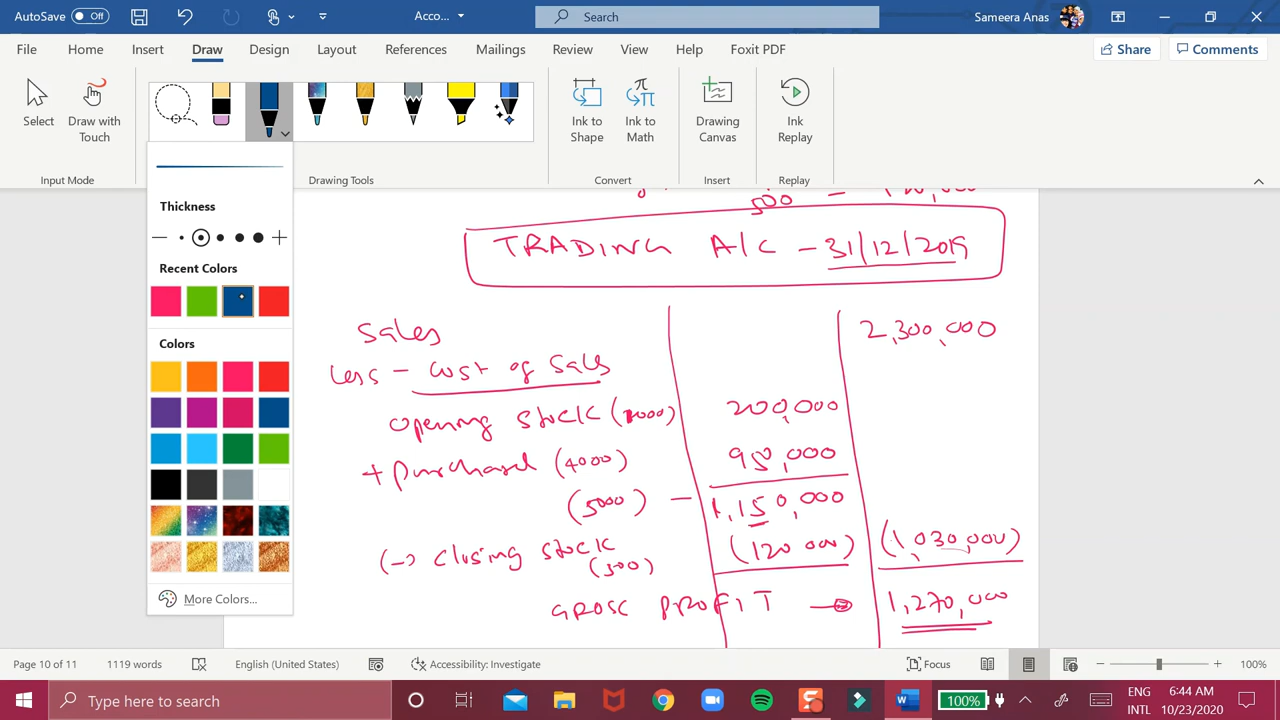 AutoSave Off Acco... Search Sameera Anas
File Home Insert Draw Design Layout References Mailings Review View Help Foxit PDF Share Comments
Select Draw with Touch Ink to Shape Ink to Math Drawing Canvas Ink Replay
Input Mode Drawing Tools Convert Insert Replay
Thickness
Recent Colors
Colors
More Colors...
500 =
TRADING A/C - 31/12/2019
Sales 2,300,000
Less - Cost of Sales
opening stock (1000) 200,000
+ purchased (4000) 950,000
(5000) - 1,150,000
(-) closing stock (120 000) (1,030,000)
(500)
GROSS PROFIT 1,270,000
Page 10 of 11 1119 words English (United States) Accessibility: Investigate Focus 100%
Type here to search 100% ENG INTL 6:44 AM 10/23/2020